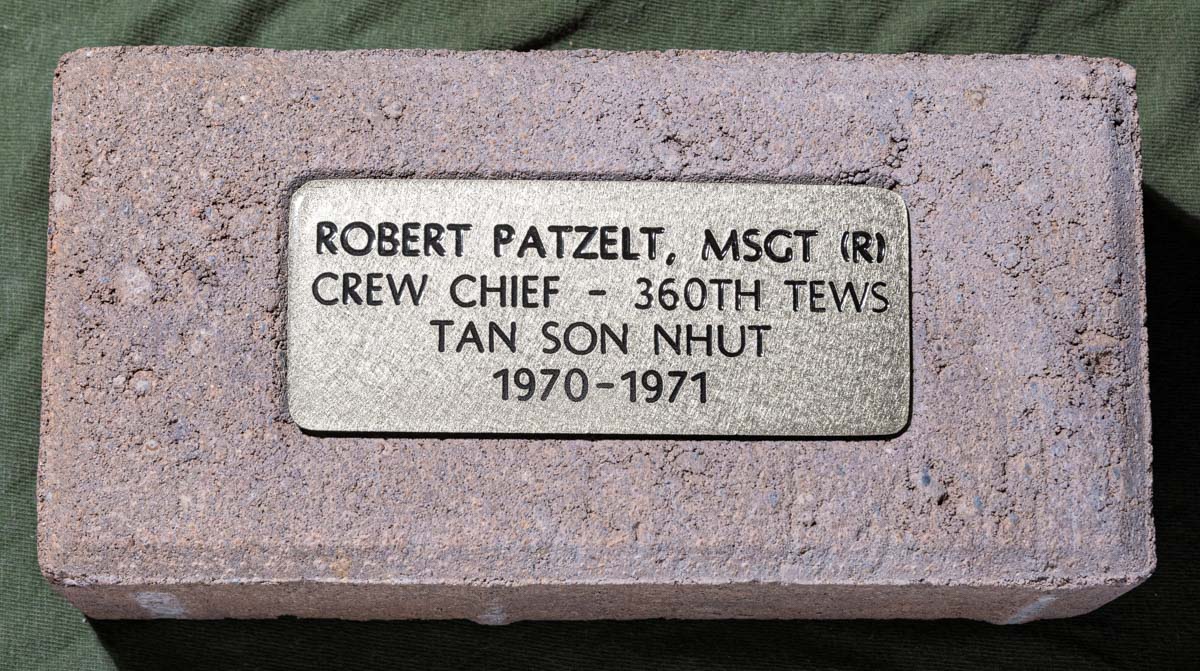 ROBERT PATZELT, MSGT (R)
CREW CHIEF - 360TH TEWS
TAN SON NHUT
1970-1971